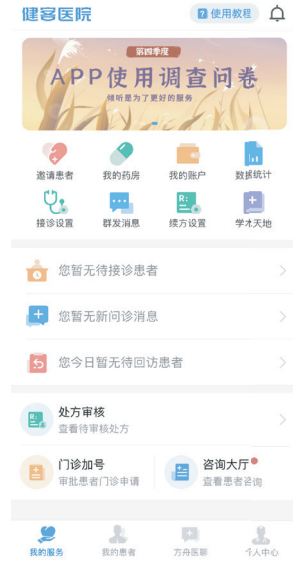 健客医院
使用教程
第四季度
APP使用调查问卷
倾听是为了更好的服务
邀请患者
我的药房
我的账户
数据统计
接诊设置
群发消息
续方设置
学术天地
您暂无待接诊患者
您暂无新问诊消息
您今日暂无待回访患者
处方审核
查看待审核处方
门诊加号
审批患者门诊申请
咨询大厅
查看患者咨询
我的服务
我的患者
方舟医聊
个人中心